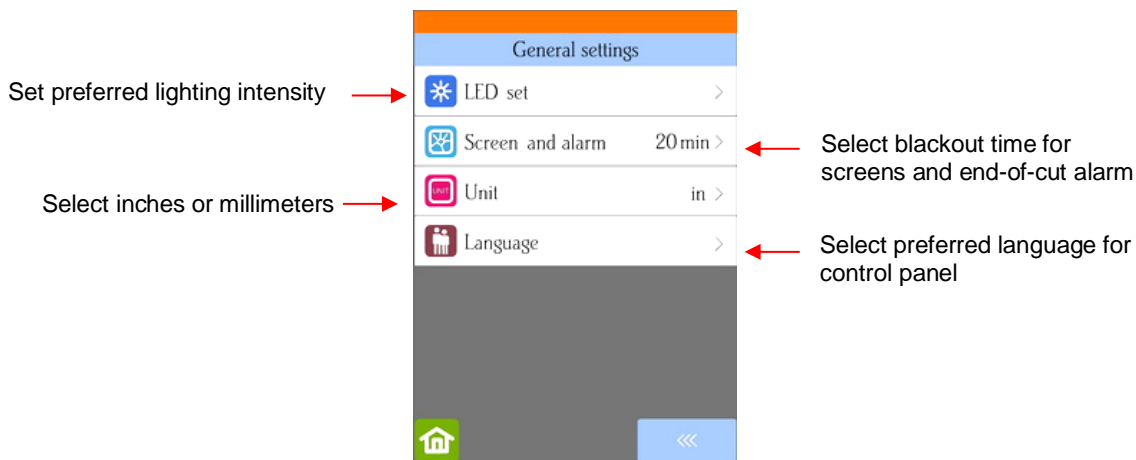 General settings
Set preferred lighting intensity
LED set
Screen and alarm 20 min
Select blackout time for
screens and end-of-cut alarm
Select inches or millimeters
UNIT
Unit in
Language
Select preferred language for
control panel